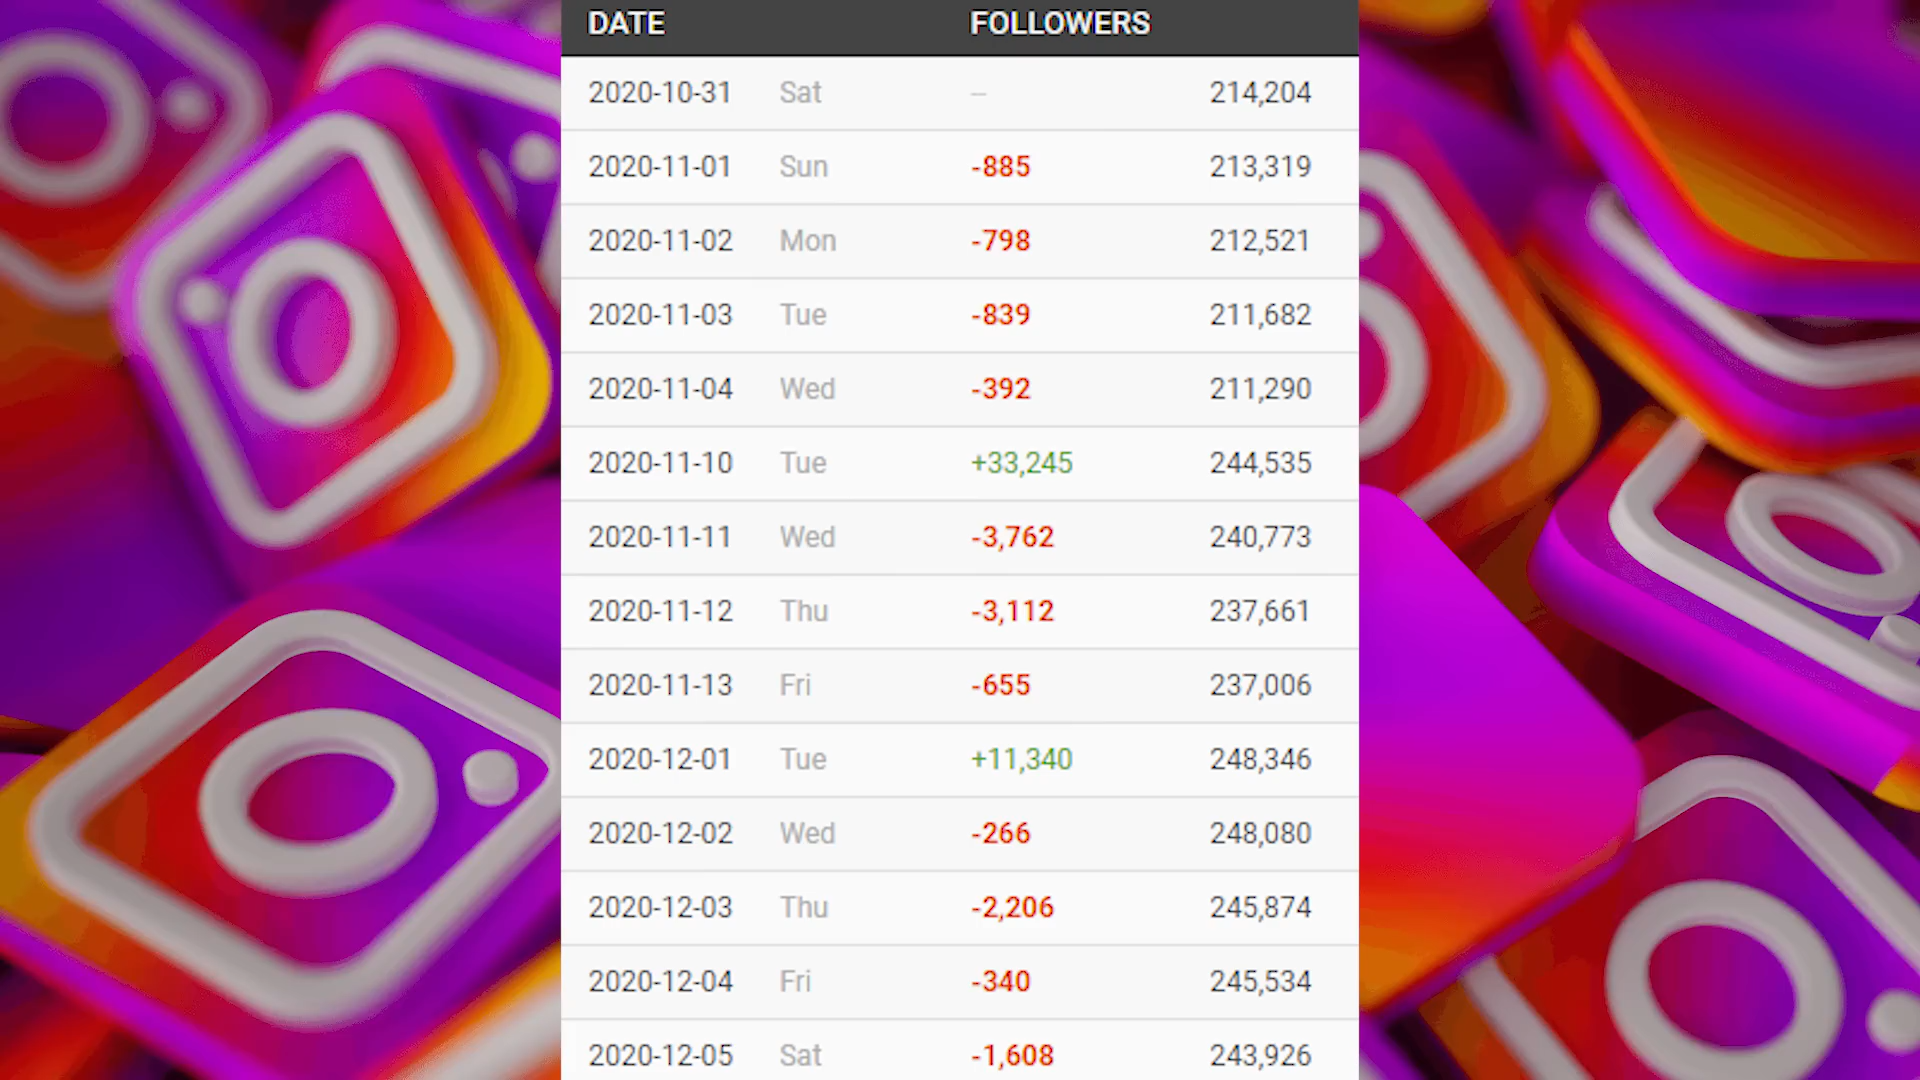 DATE FOLLOWERS
2020-10-31 Sat -- 214,204
2020-11-01 Sun -885 213,319
2020-11-02 Mon -798 212,521
2020-11-03 Tue -839 211,682
2020-11-04 Wed -392 211,290
2020-11-10 Tue +33,245 244,535
2020-11-11 Wed -3,762 240,773
2020-11-12 Thu -3,112 237,661
2020-11-13 Fri -655 237,006
2020-12-01 Tue +11,340 248,346
2020-12-02 Wed -266 248,080
2020-12-03 Thu -2,206 245,874
2020-12-04 Fri -340 245,534
2020-12-05 Sat -1,608 243,926